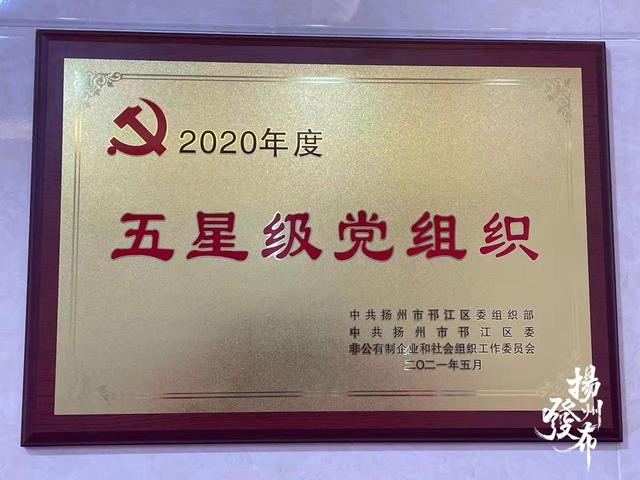 2020年度
五星级党组织
中共扬州市邗江区委组织部
中共扬州市邗江区委
非公有制企业和社会组织工作委员会
二〇二一年五月
揚州
發布